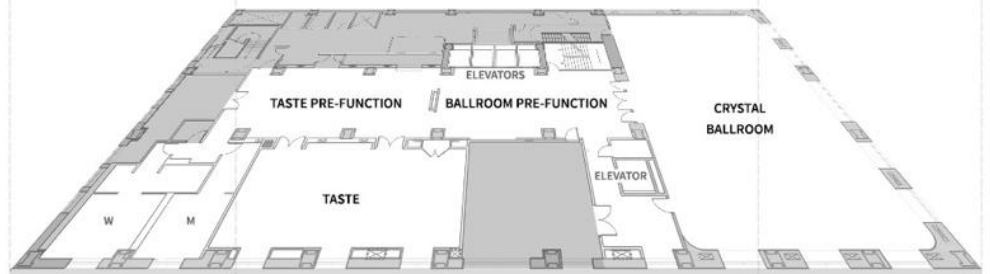 ELEVATORS
TASTE PRE-FUNCTION
BALLROOM PRE-FUNCTION
CRYSTAL
BALLROOM
ELEVATOR
TASTE
W
M